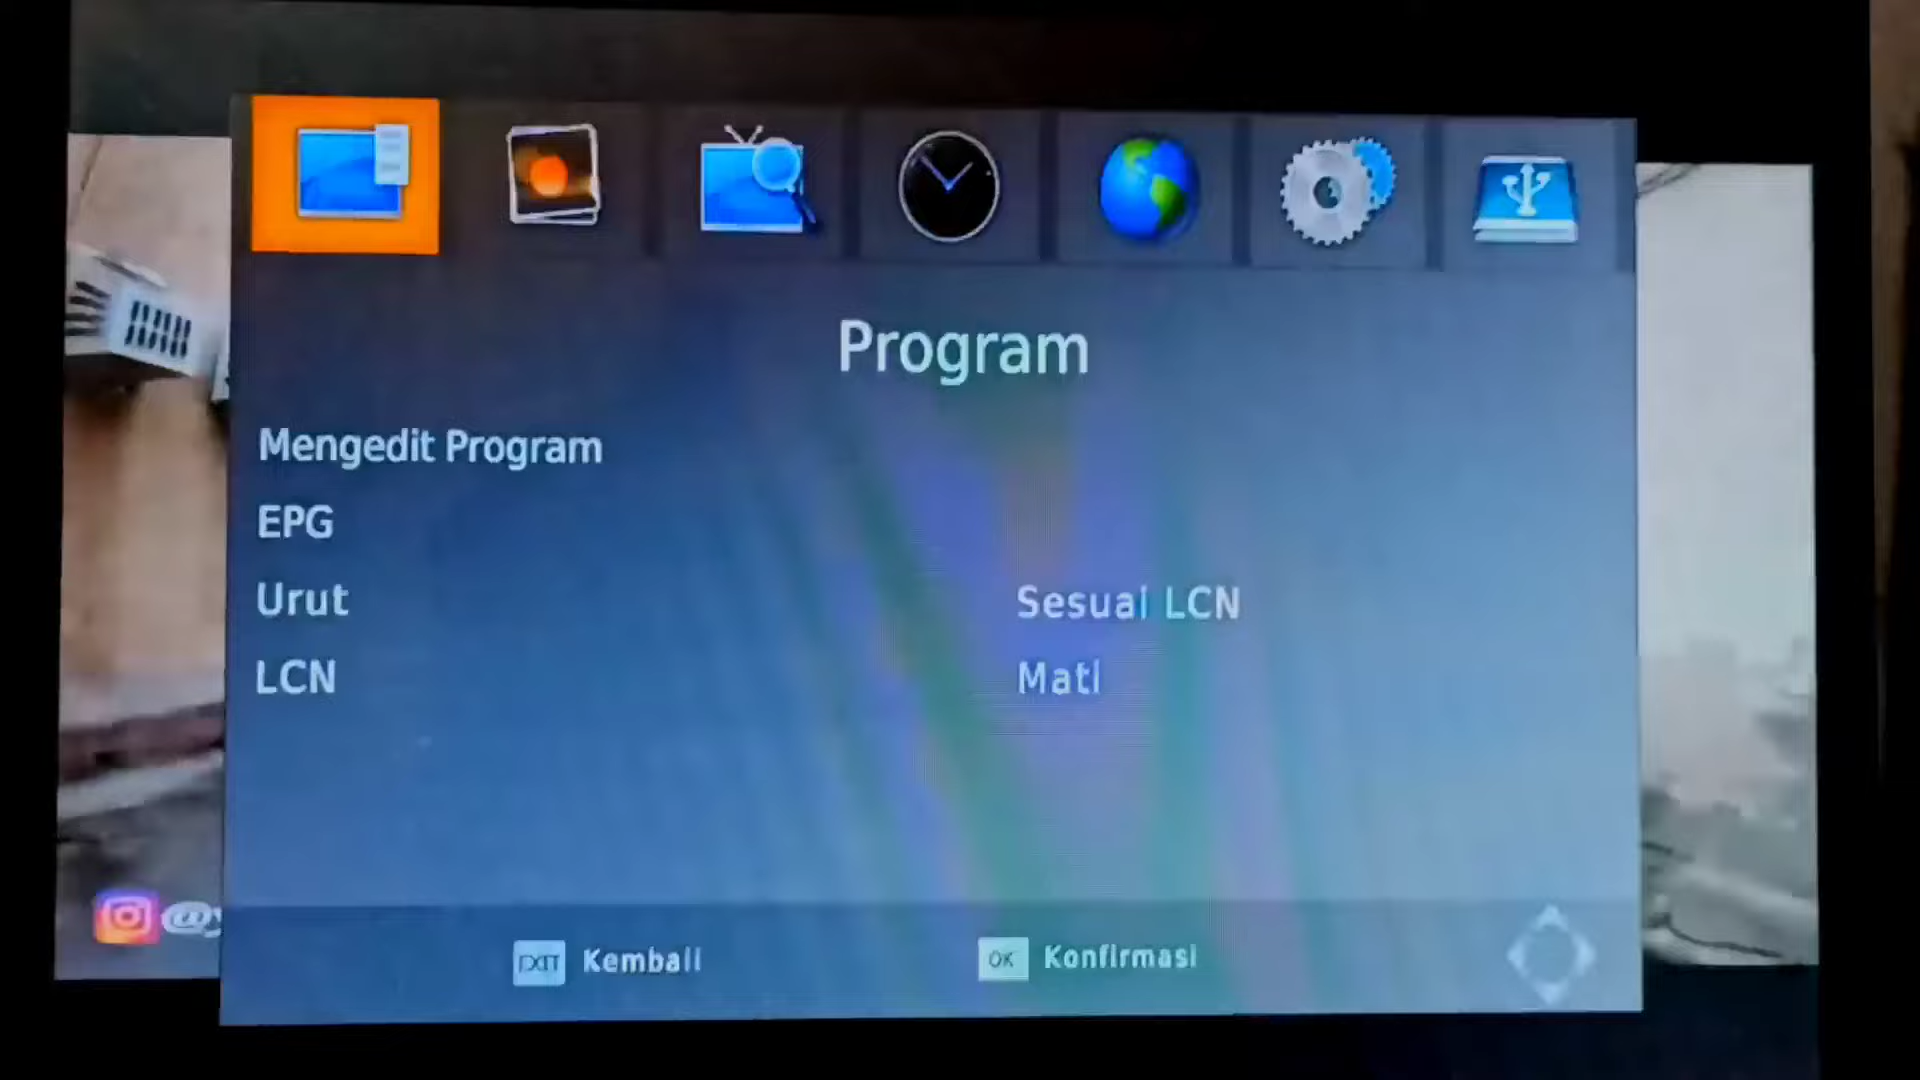 Program
Mengedit Program
EPG
Urut Sesuai LCN
LCN Mati
EXIT Kembali OK Konfirmasi